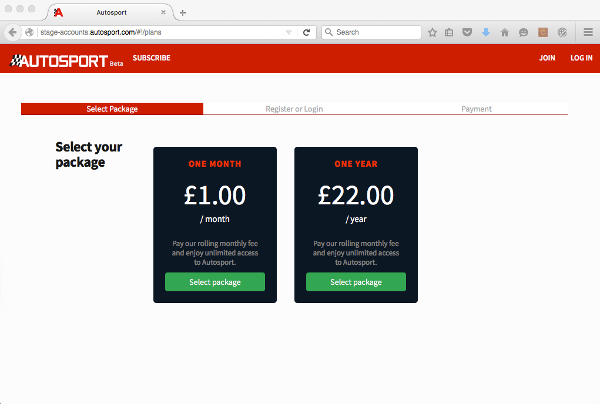 Autosport
stage-accounts.autosport.com/#!/plans
Search
AUTOSPORT Beta
SUBSCRIBE
JOIN
LOG IN
Select Package
Register or Login
Payment
Select your
package
ONE MONTH
£1.00
/ month
Pay our rolling monthly fee
and enjoy unlimited access
to Autosport.
Select package
ONE YEAR
£22.00
/ year
Pay our rolling monthly fee
and enjoy unlimited access
to Autosport.
Select package